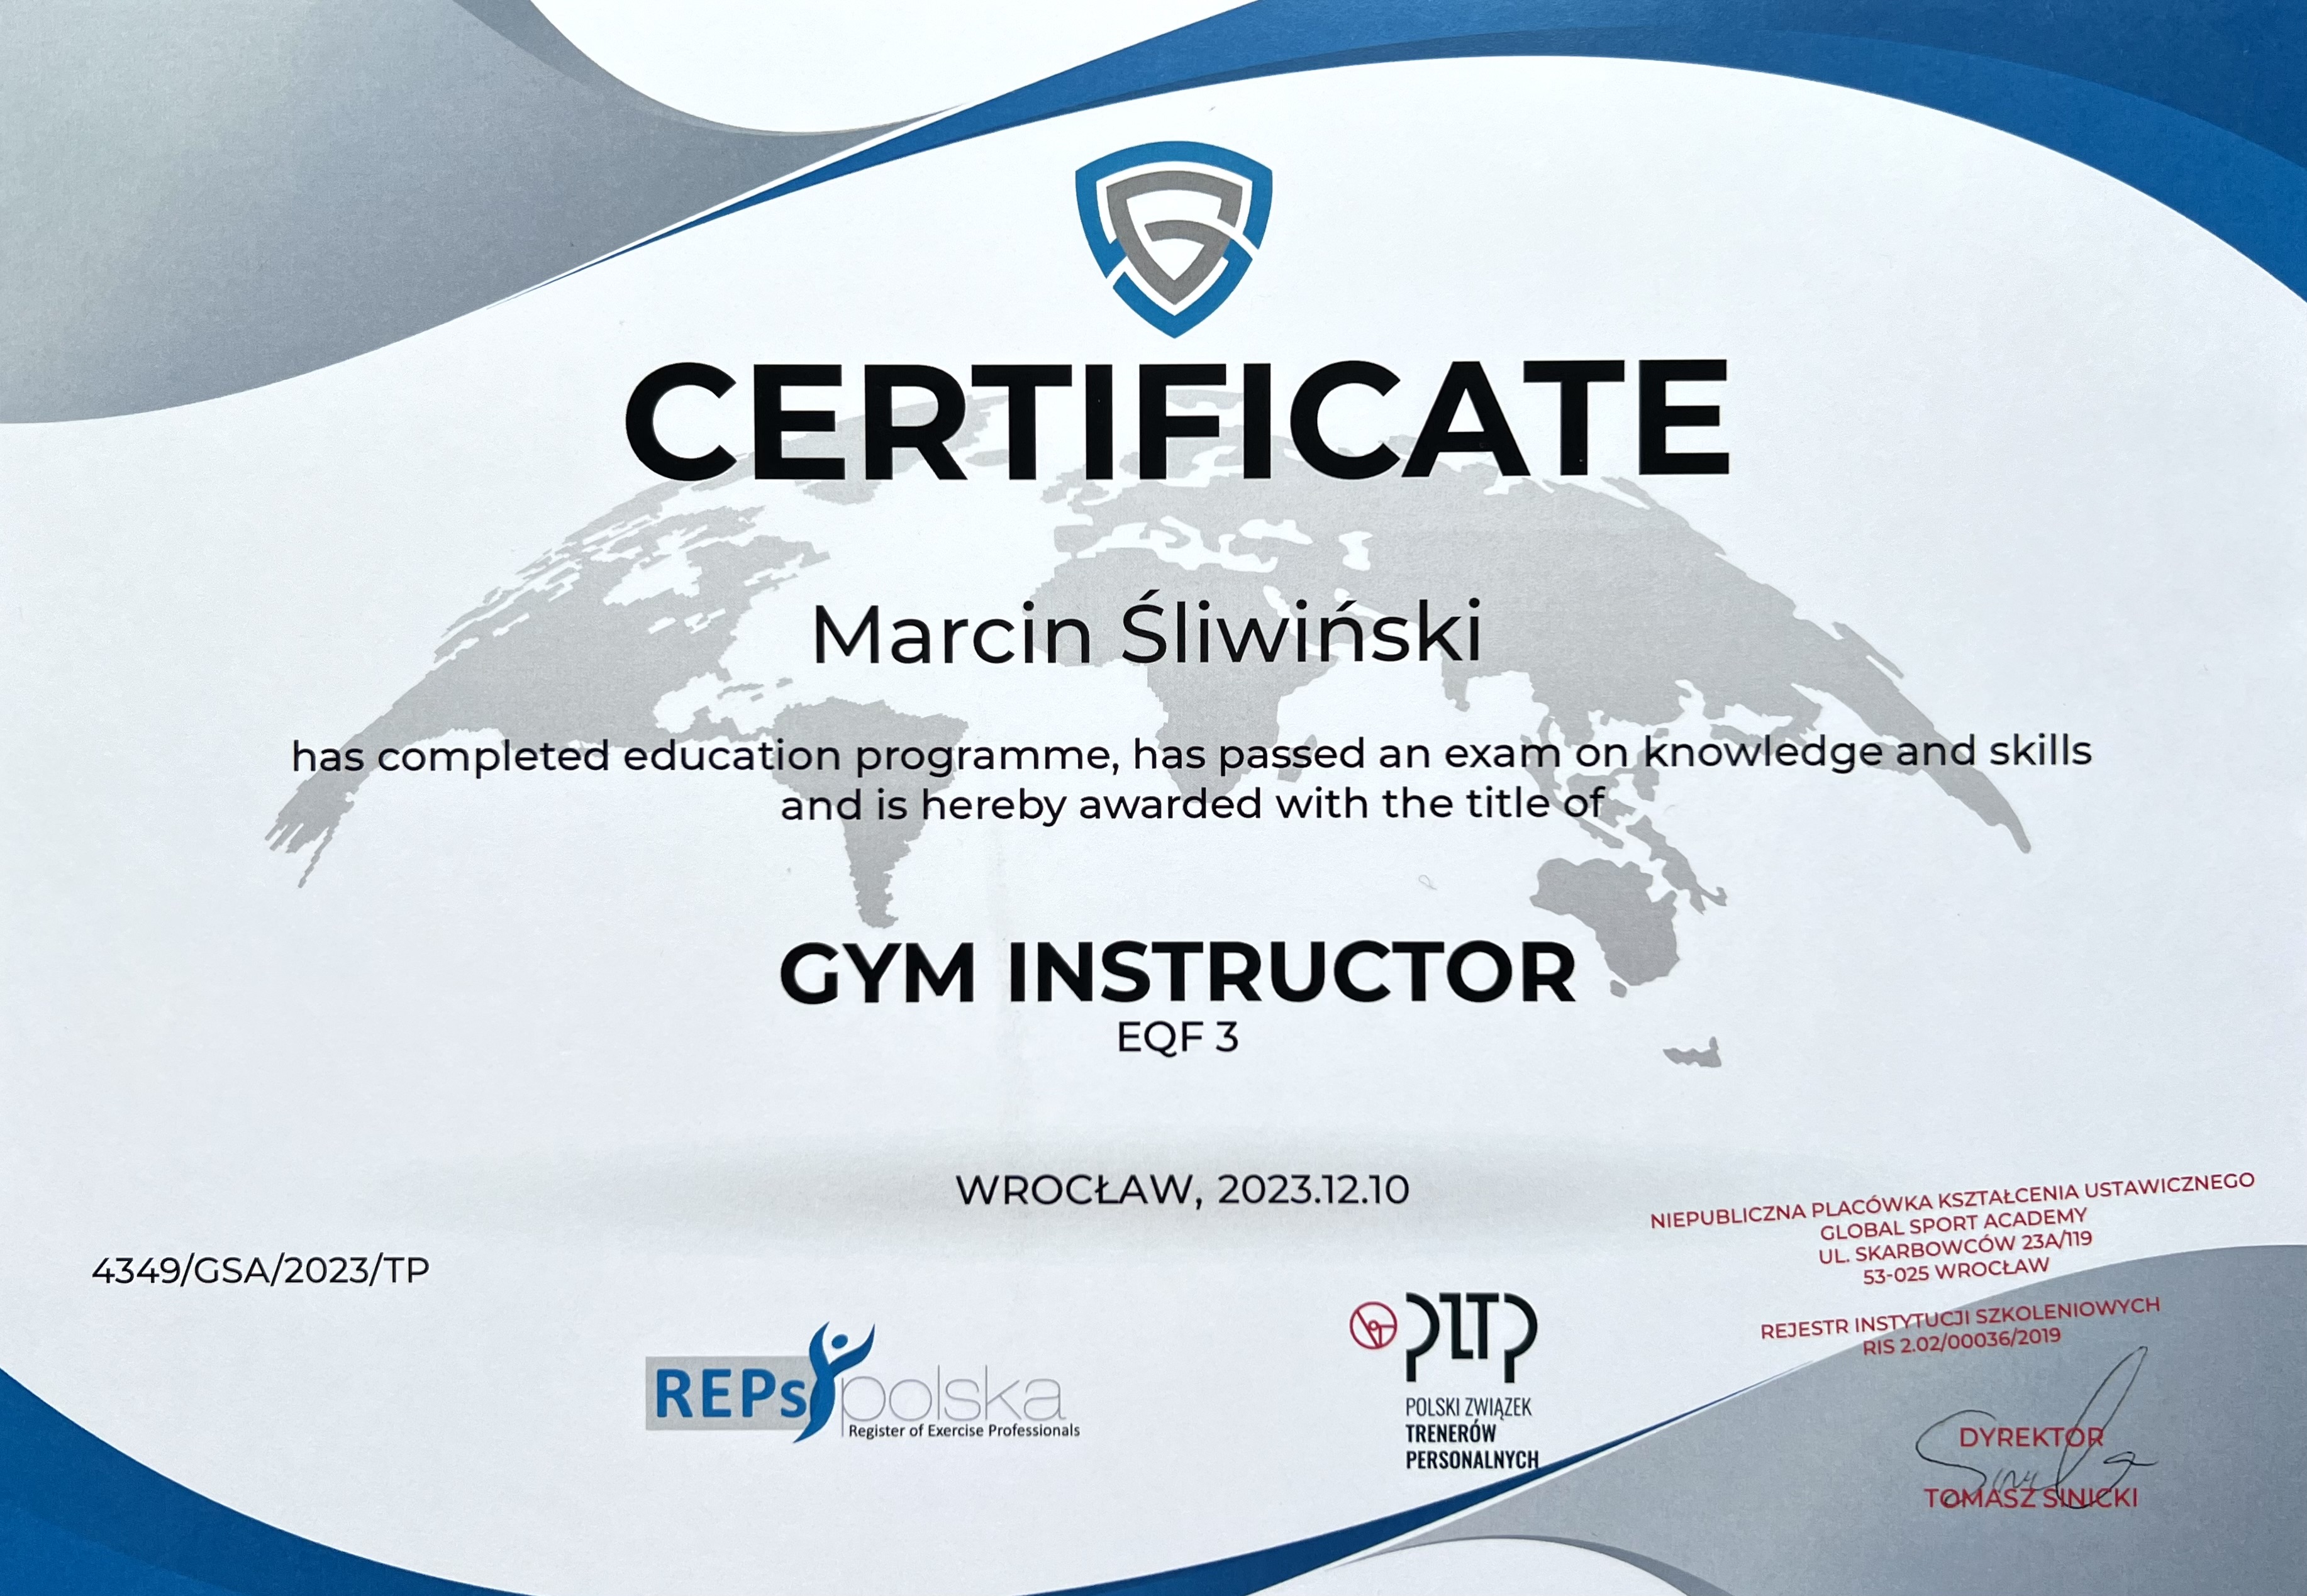 CERTIFICATE
Marcin Śliwiński
has completed education programme, has passed an exam on knowledge and skills
and is hereby awarded with the title of
GYM INSTRUCTOR
EQF 3
WROCŁAW, 2023.12.10
4349/GSA/2023/TP
REPs polska
Register of Exercise Professionals
PZTP
POLSKI ZWIĄZEK
TRENERÓW
PERSONALNYCH
NIEPUBLICZNA PLACÓWKA KSZTAŁCENIA USTAWICZNEGO
GLOBAL SPORT ACADEMY
UL. SKARBOWCÓW 23A/119
53-025 WROCŁAW
REJESTR INSTYTUCJI SZKOLENIOWYCH
RIS 2.02/00036/2019
DYREKTOR
TOMASZ SINICKI